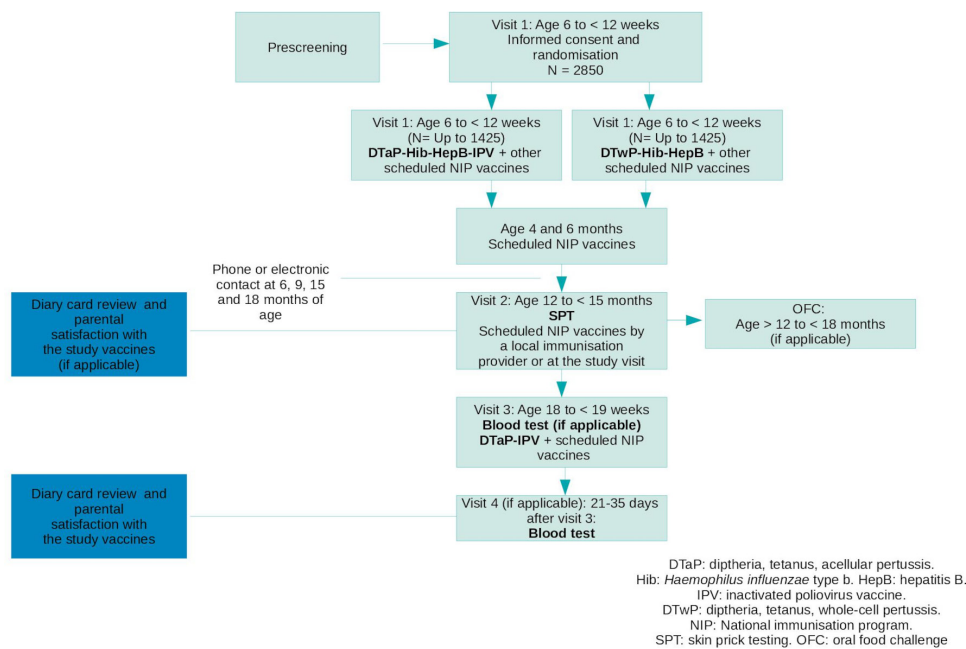 Prescreening
Visit 1: Age 6 to < 12 weeks
Informed consent and
randomisation
N = 2850
Visit 1: Age 6 to < 12 weeks
(N= Up to 1425)
DTaP-Hib-HepB-IPV + other
scheduled NIP vaccines
Visit 1: Age 6 to < 12 weeks
(N= Up to 1425)
DTwP-Hib-HepB + other
scheduled NIP vaccines
Age 4 and 6 months
Scheduled NIP vaccines
Phone or electronic
contact at 6, 9, 15
and 18 months of
age
Diary card review and
parental
satisfaction with
the study vaccines
(if applicable)
Visit 2: Age 12 to < 15 months
SPT
Scheduled NIP vaccines by
a local immunisation
provider or at the study visit
OFC:
Age > 12 to < 18 months
(if applicable)
Visit 3: Age 18 to < 19 weeks
Blood test (if applicable)
DTaP-IPV + scheduled NIP
vaccines
Diary card review and
parental
satisfaction with
the study vaccines
Visit 4 (if applicable): 21-35 days
after visit 3:
Blood test
DTaP: diptheria, tetanus, acellular pertussis.
Hib: Haemophilus influenzae type b. HepB: hepatitis B.
IPV: inactivated poliovirus vaccine.
DTwP: diptheria, tetanus, whole-cell pertussis.
NIP: National immunisation program.
SPT: skin prick testing. OFC: oral food challenge